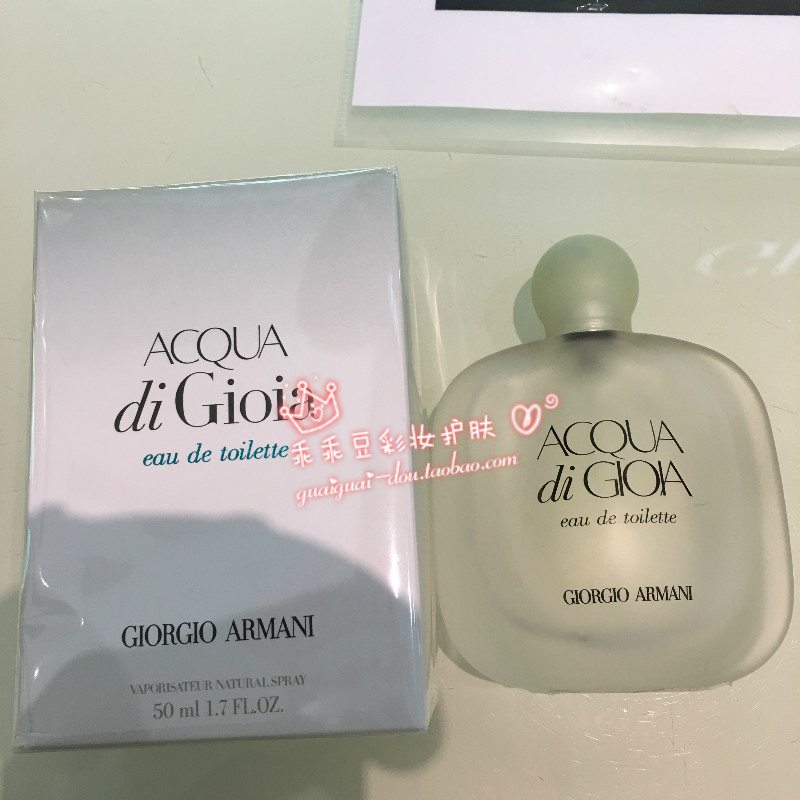 ACQUA
di Gioia
eau de toilette
GIORGIO ARMANI
VAPORISATEUR NATURAL SPRAY
50 ml 1.7 FL.OZ.
乖乖豆彩妆护肤
guaiguai-dou.taobao.com
ACQUA
di GIOIA
eau de toilette
GIORGIO ARMANI